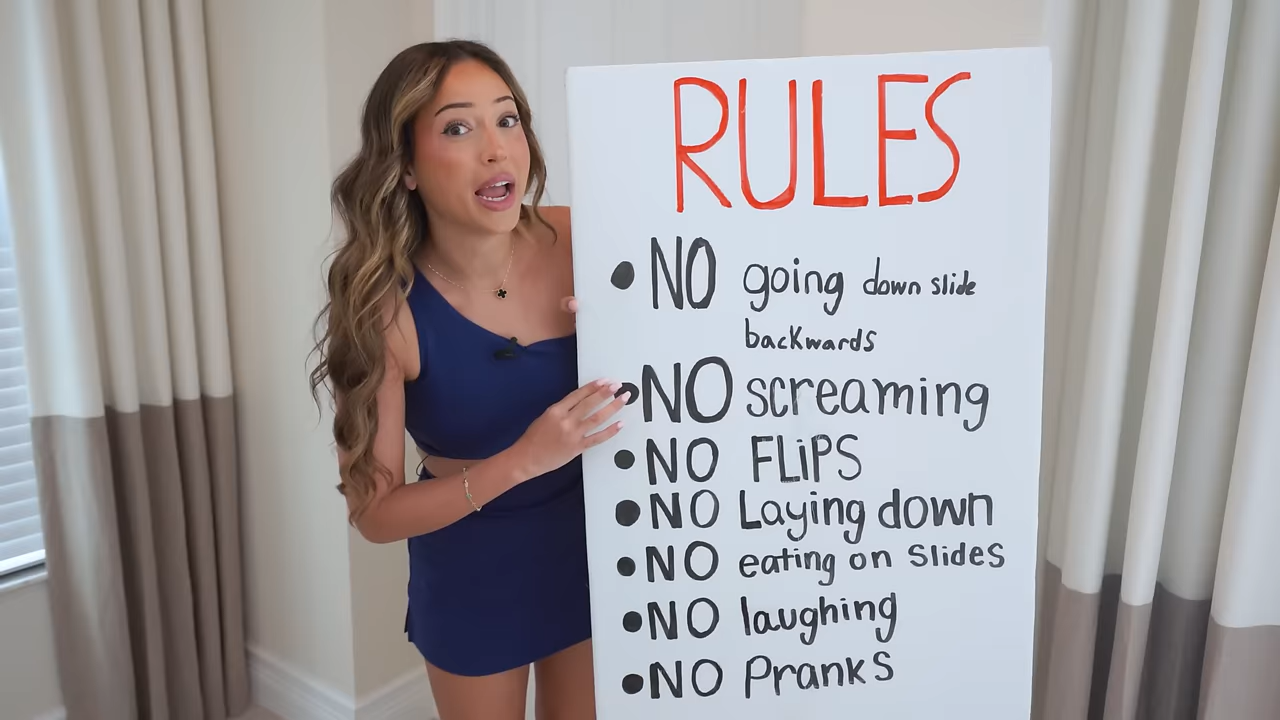 RULES
• NO going down slide
backwards
• NO screaming
• NO FLiPS
• NO Laying down
• NO eating on Slides
• NO laughing
• NO Pranks